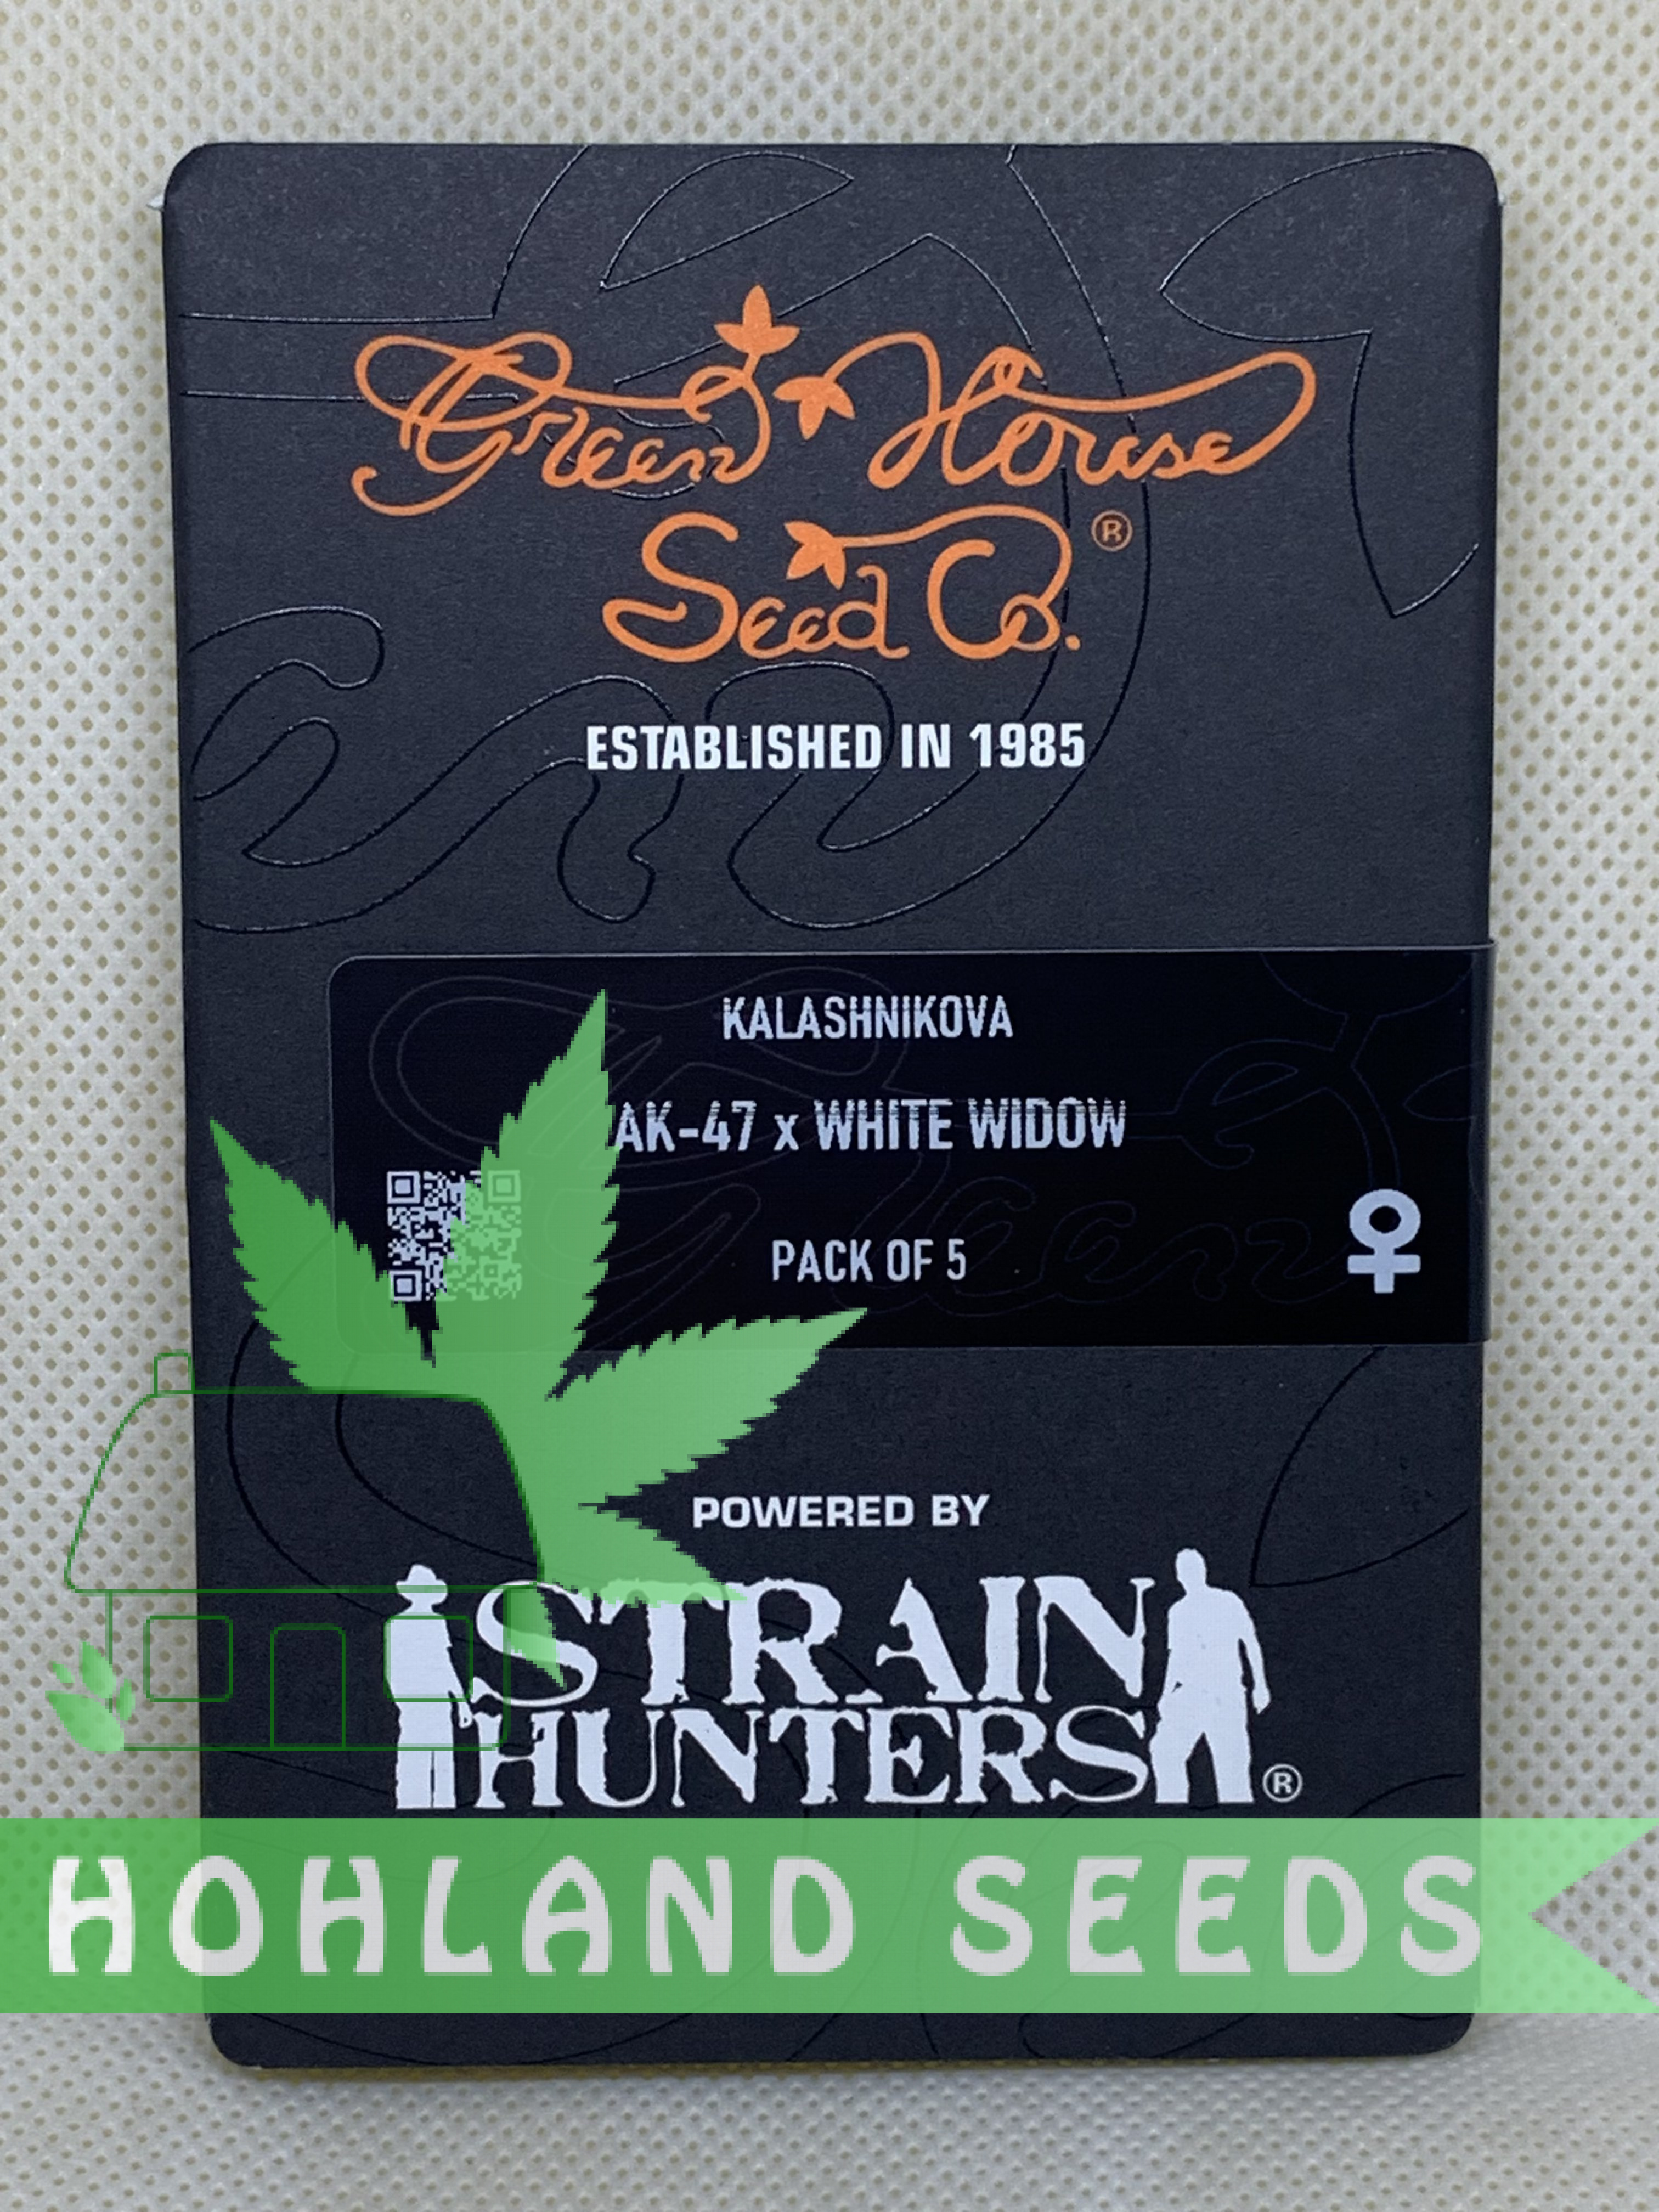 Green House
Seed Co.®
ESTABLISHED IN 1985
KALASHNIKOVA
AK-47 x WHITE WIDOW
PACK OF 5
POWERED BY
STRAIN
HUNTERS®
HOHLAND SEEDS